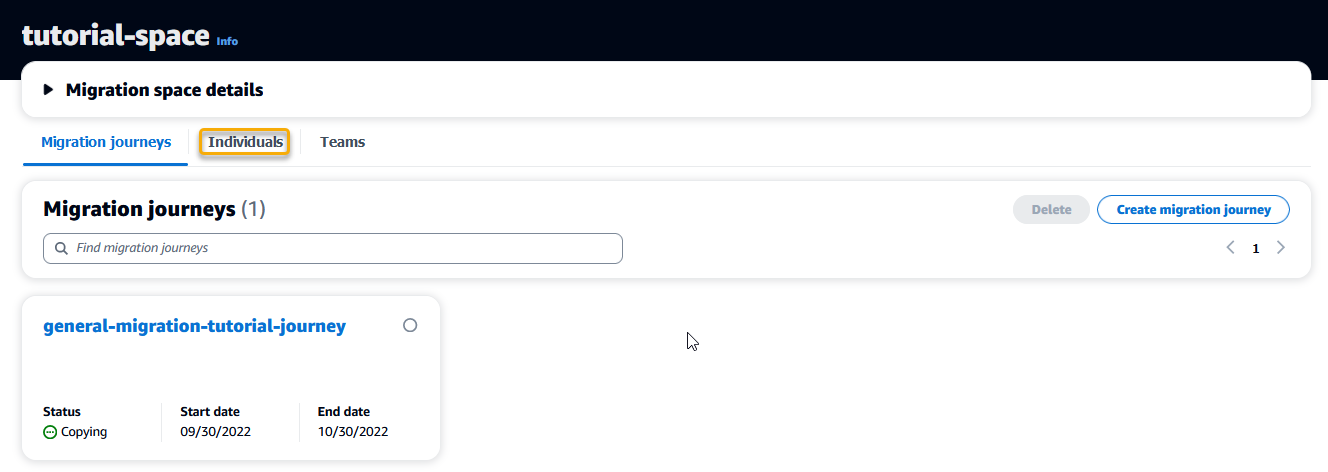 tutorial-space Info
Migration space details
Migration journeys Individuals Teams
Migration journeys (1) Delete Create migration journey
Find migration journeys 1
general-migration-tutorial-journey
Status Start date End date
Copying 09/30/2022 10/30/2022